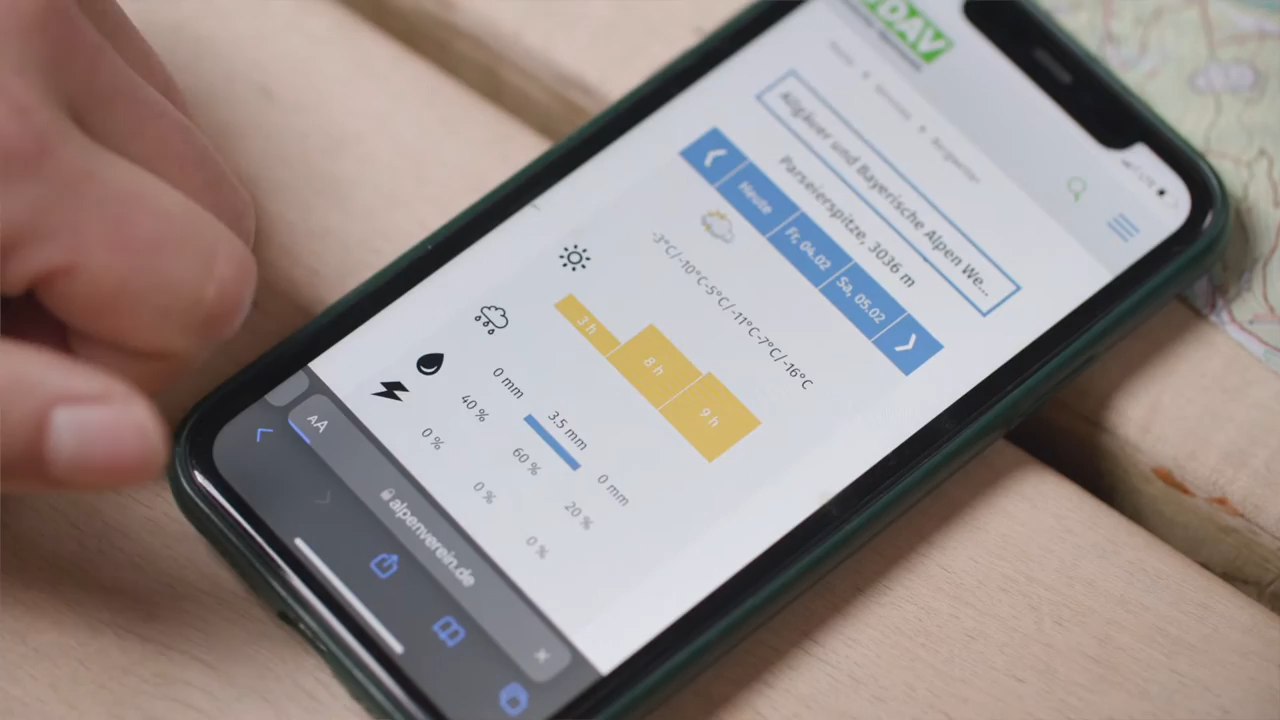 DAV
Allgäuer und Bayerische Alpen We...
Parseierspitze, 3036 m
Heute Fr, 04.02 Sa, 05.02
-3°C/-10°C-5°C/-11°C-7°C/-16°C
3 h 8 h 9 h
0 mm 3.5 mm 0 mm
40 % 60 % 20 %
0 % 0 % 0 %
AA alpenverein.de